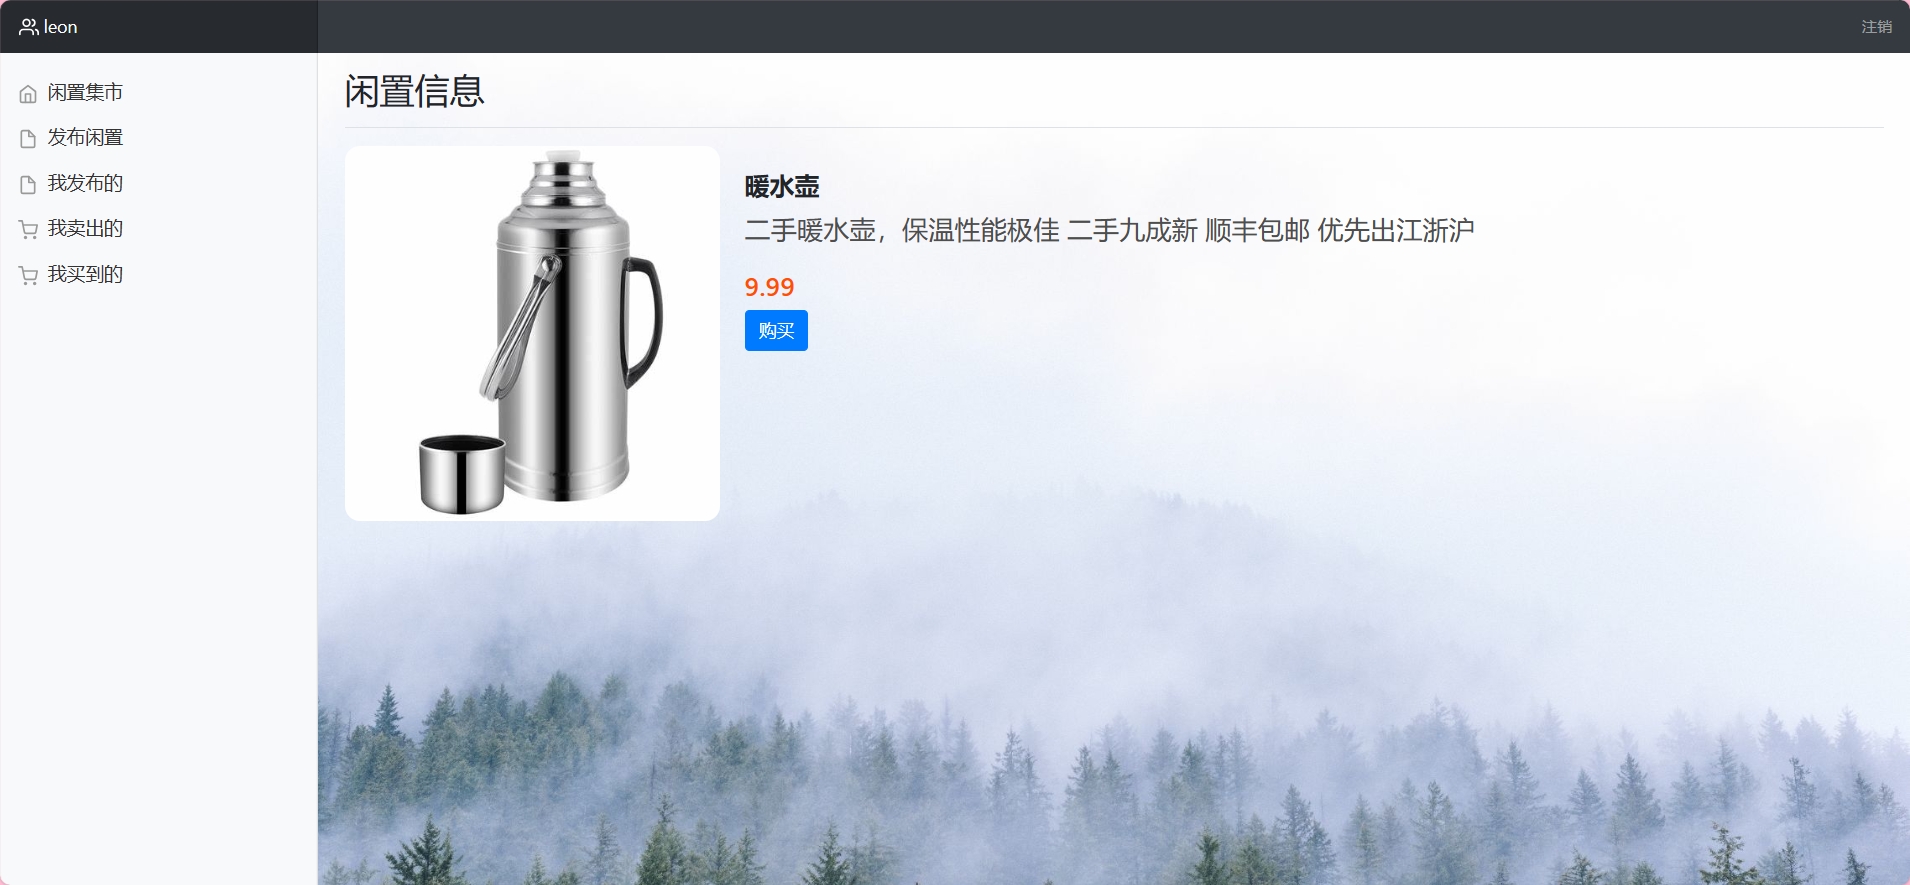 leon
注销
闲置集市
发布闲置
我发布的
我卖出的
我买到的
闲置信息
暖水壶
二手暖水壶，保温性能极佳 二手九成新 顺丰包邮 优先出江浙沪
9.99
购买